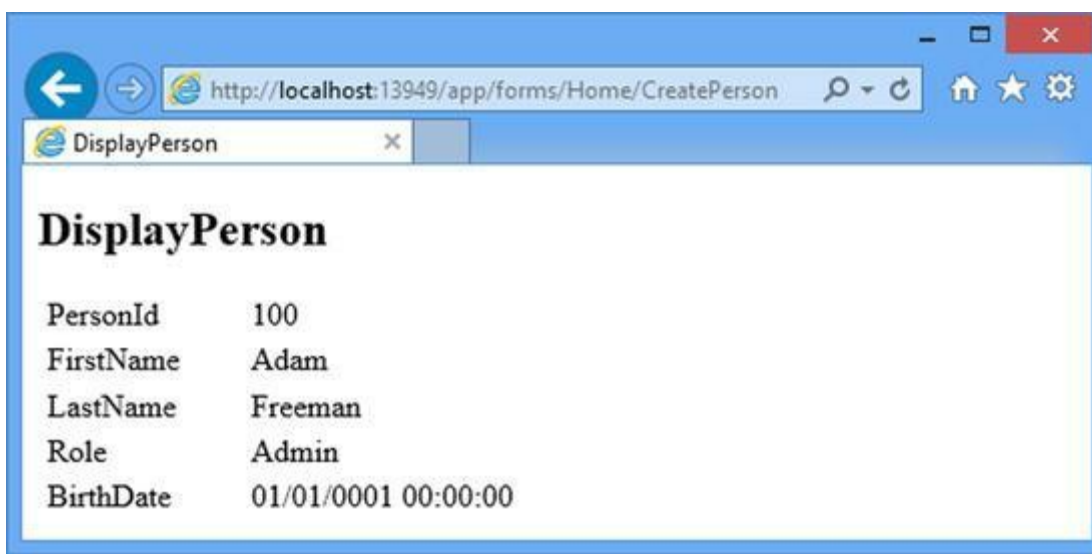 http://localhost:13949/app/forms/Home/CreatePerson
DisplayPerson
DisplayPerson
PersonId 100
FirstName Adam
LastName Freeman
Role Admin
BirthDate 01/01/0001 00:00:00